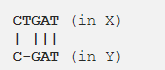 CTGAT (in X)
| |||
C-GAT (in Y)